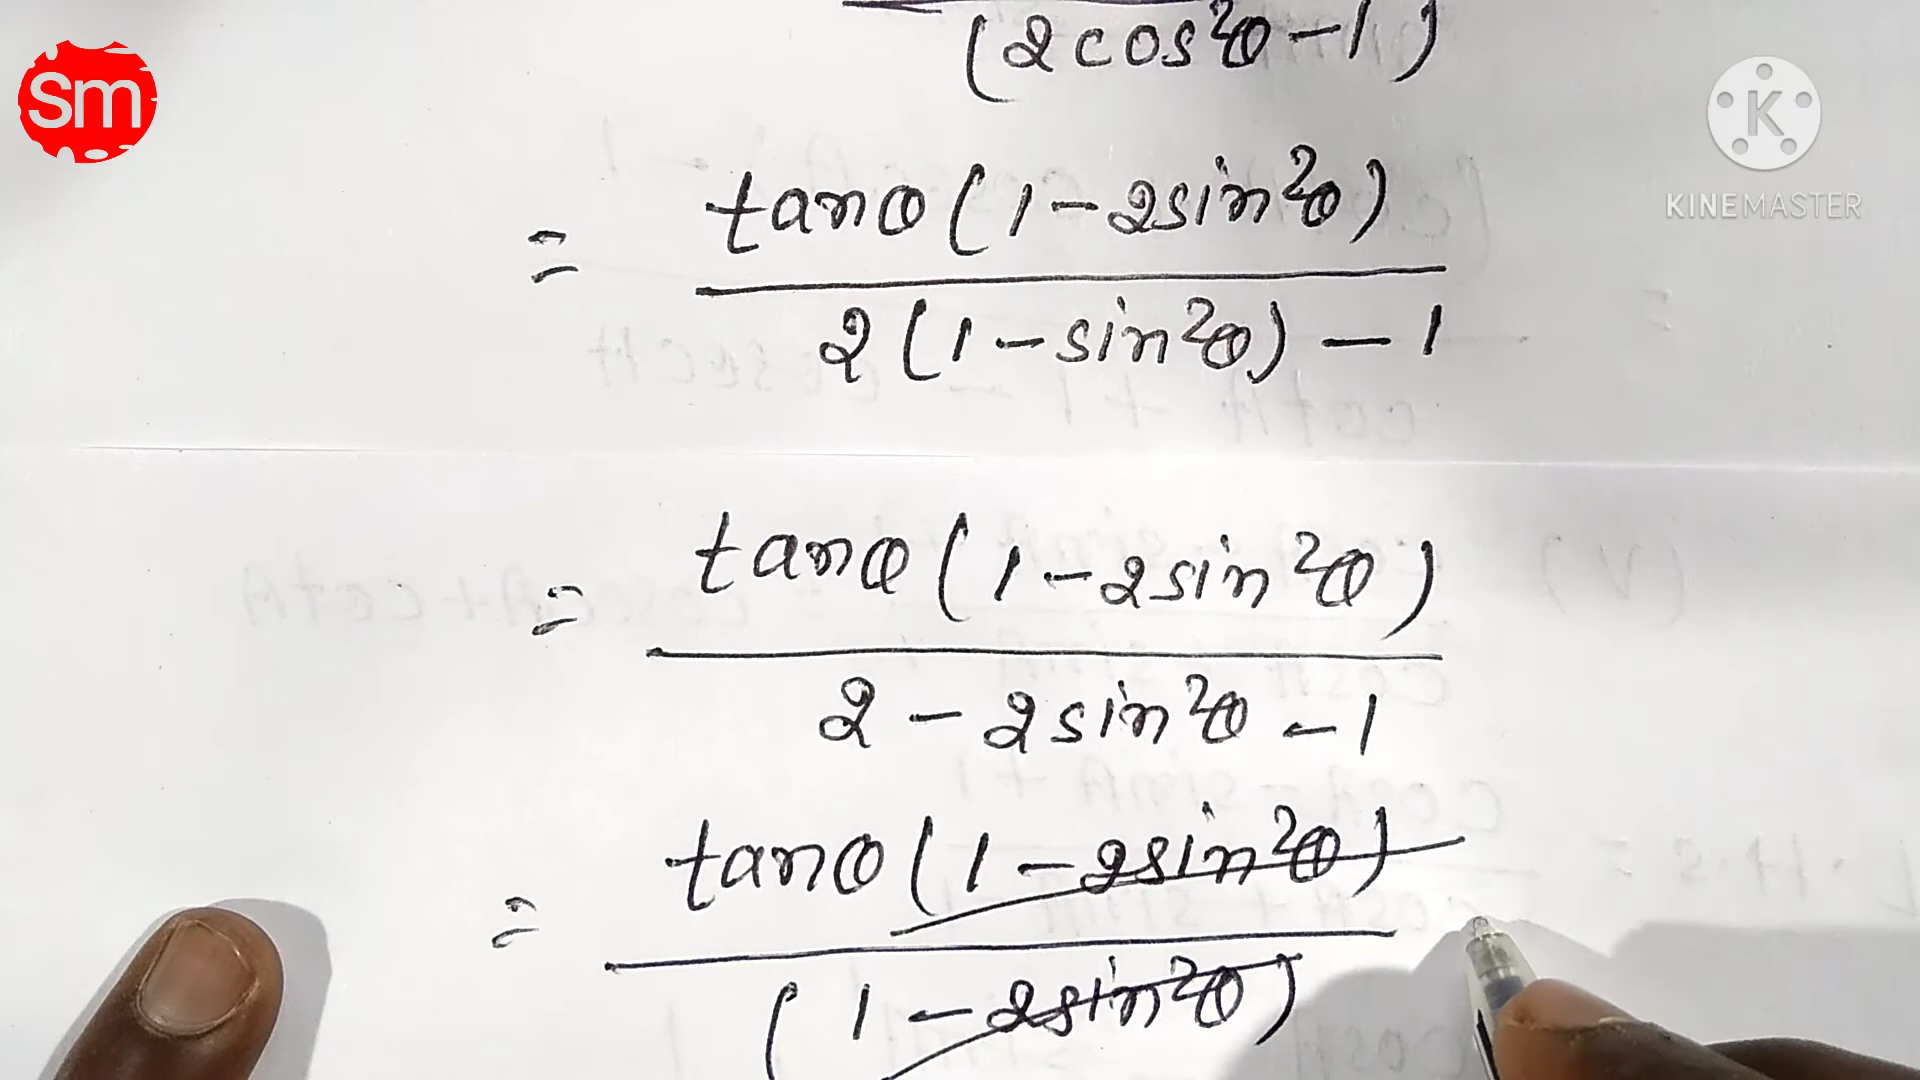 Sm
(2cos²θ-1)
K
KINEMASTER
tanθ(1-2sin²θ)
=
2(1-sin²θ)-1
tanθ(1-2sin²θ)
=
2-2sin²θ-1
tanθ(1-2sin²θ)
=
(1-2sin²θ)